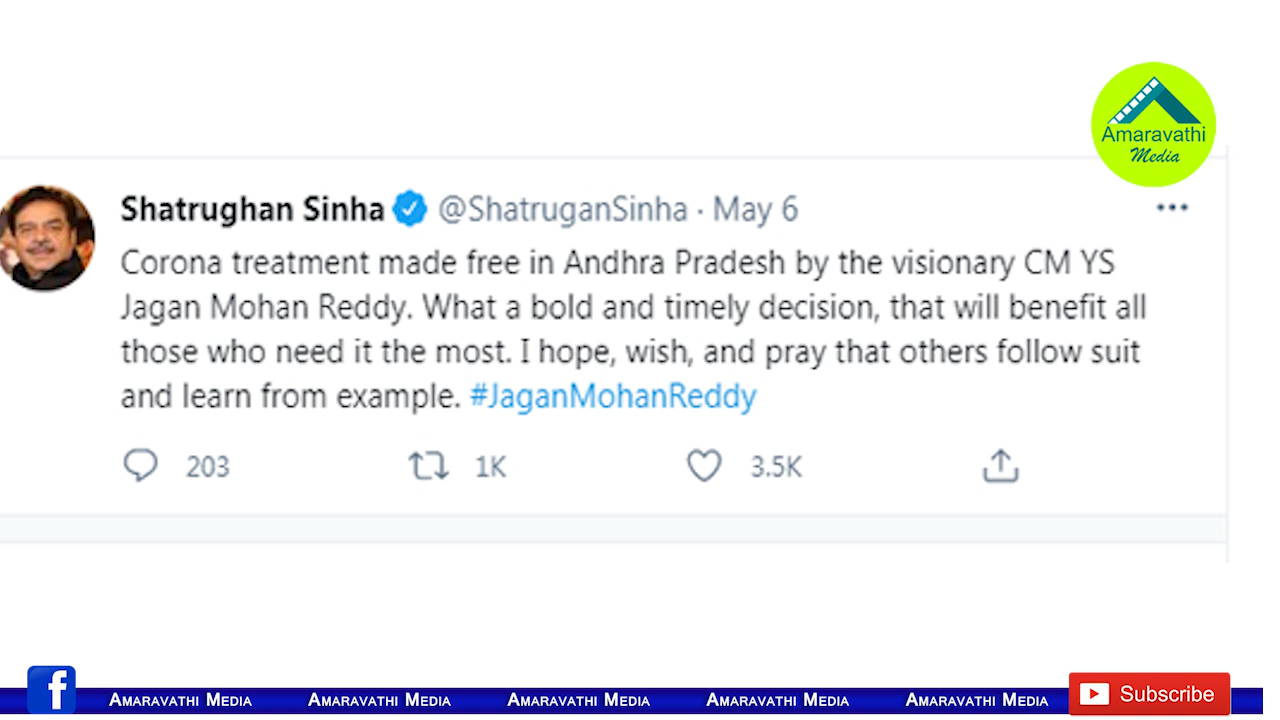 Amaravathi
Media
Shatrughan Sinha @ShatruganSinha · May 6
Corona treatment made free in Andhra Pradesh by the visionary CM YS
Jagan Mohan Reddy. What a bold and timely decision, that will benefit all
those who need it the most. I hope, wish, and pray that others follow suit
and learn from example. #JaganMohanReddy
203 1K 3.5K
f AMARAVATHI MEDIA AMARAVATHI MEDIA AMARAVATHI MEDIA AMARAVATHI MEDIA AMARAVATHI MEDIA Subscribe